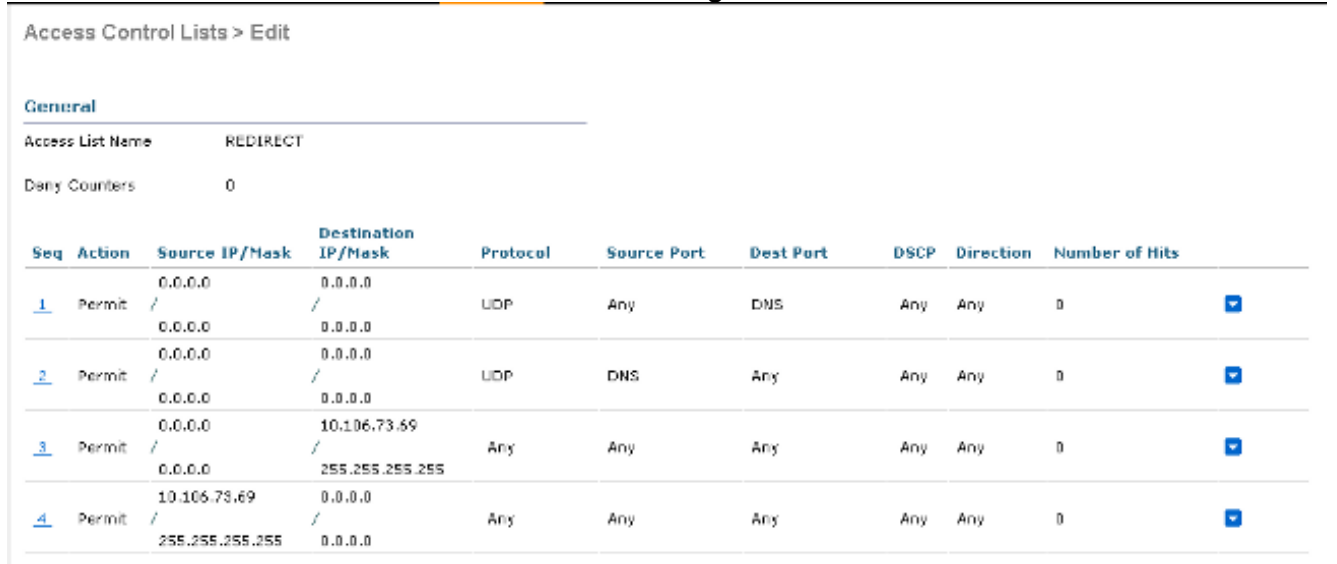 Access Control Lists > Edit
General
Access List Name REDIRECT
Deny Counters 0
Seq Action Source IP/Mask Destination IP/Mask Protocol Source Port Dest Port DSCP Direction Number of Hits
1 Permit 0.0.0.0 / 0.0.0.0 0.0.0.0 / 0.0.0.0 UDP Any DNS Any Any 0
2 Permit 0.0.0.0 / 0.0.0.0 0.0.0.0 / 0.0.0.0 UDP DNS Any Any Any 0
3 Permit 0.0.0.0 / 0.0.0.0 10.106.73.69 / 255.255.255.255 Any Any Any Any Any 0
4 Permit 10.106.73.69 / 255.255.255.255 0.0.0.0 / 0.0.0.0 Any Any Any Any Any 0